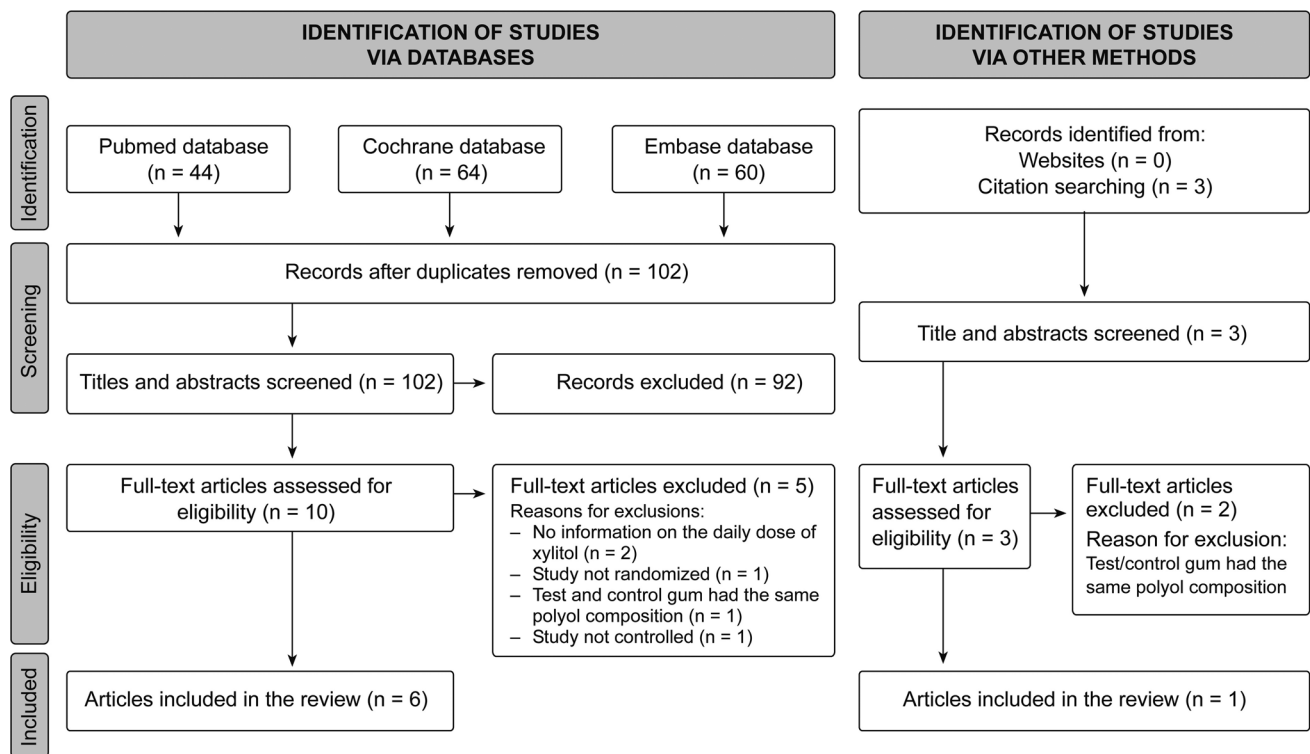 IDENTIFICATION OF STUDIES
VIA DATABASES
IDENTIFICATION OF STUDIES
VIA OTHER METHODS
Identification
Pubmed database
(n = 44)
Cochrane database
(n = 64)
Embase database
(n = 60)
Records identified from:
Websites (n = 0)
Citation searching (n = 3)
Screening
Records after duplicates removed (n = 102)
Titles and abstracts screened (n = 102)
Records excluded (n = 92)
Title and abstracts screened (n = 3)
Eligibility
Full-text articles assessed for
eligibility (n = 10)
Full-text articles excluded (n = 5)
Reasons for exclusions:
– No information on the daily dose of
xylitol (n = 2)
– Study not randomized (n = 1)
– Test and control gum had the same
polyol composition (n = 1)
– Study not controlled (n = 1)
Full-text articles
assessed for
eligibility (n = 3)
Full-text articles
excluded (n = 2)
Reason for exclusion:
Test/control gum had the
same polyol composition
Included
Articles included in the review (n = 6)
Articles included in the review (n = 1)